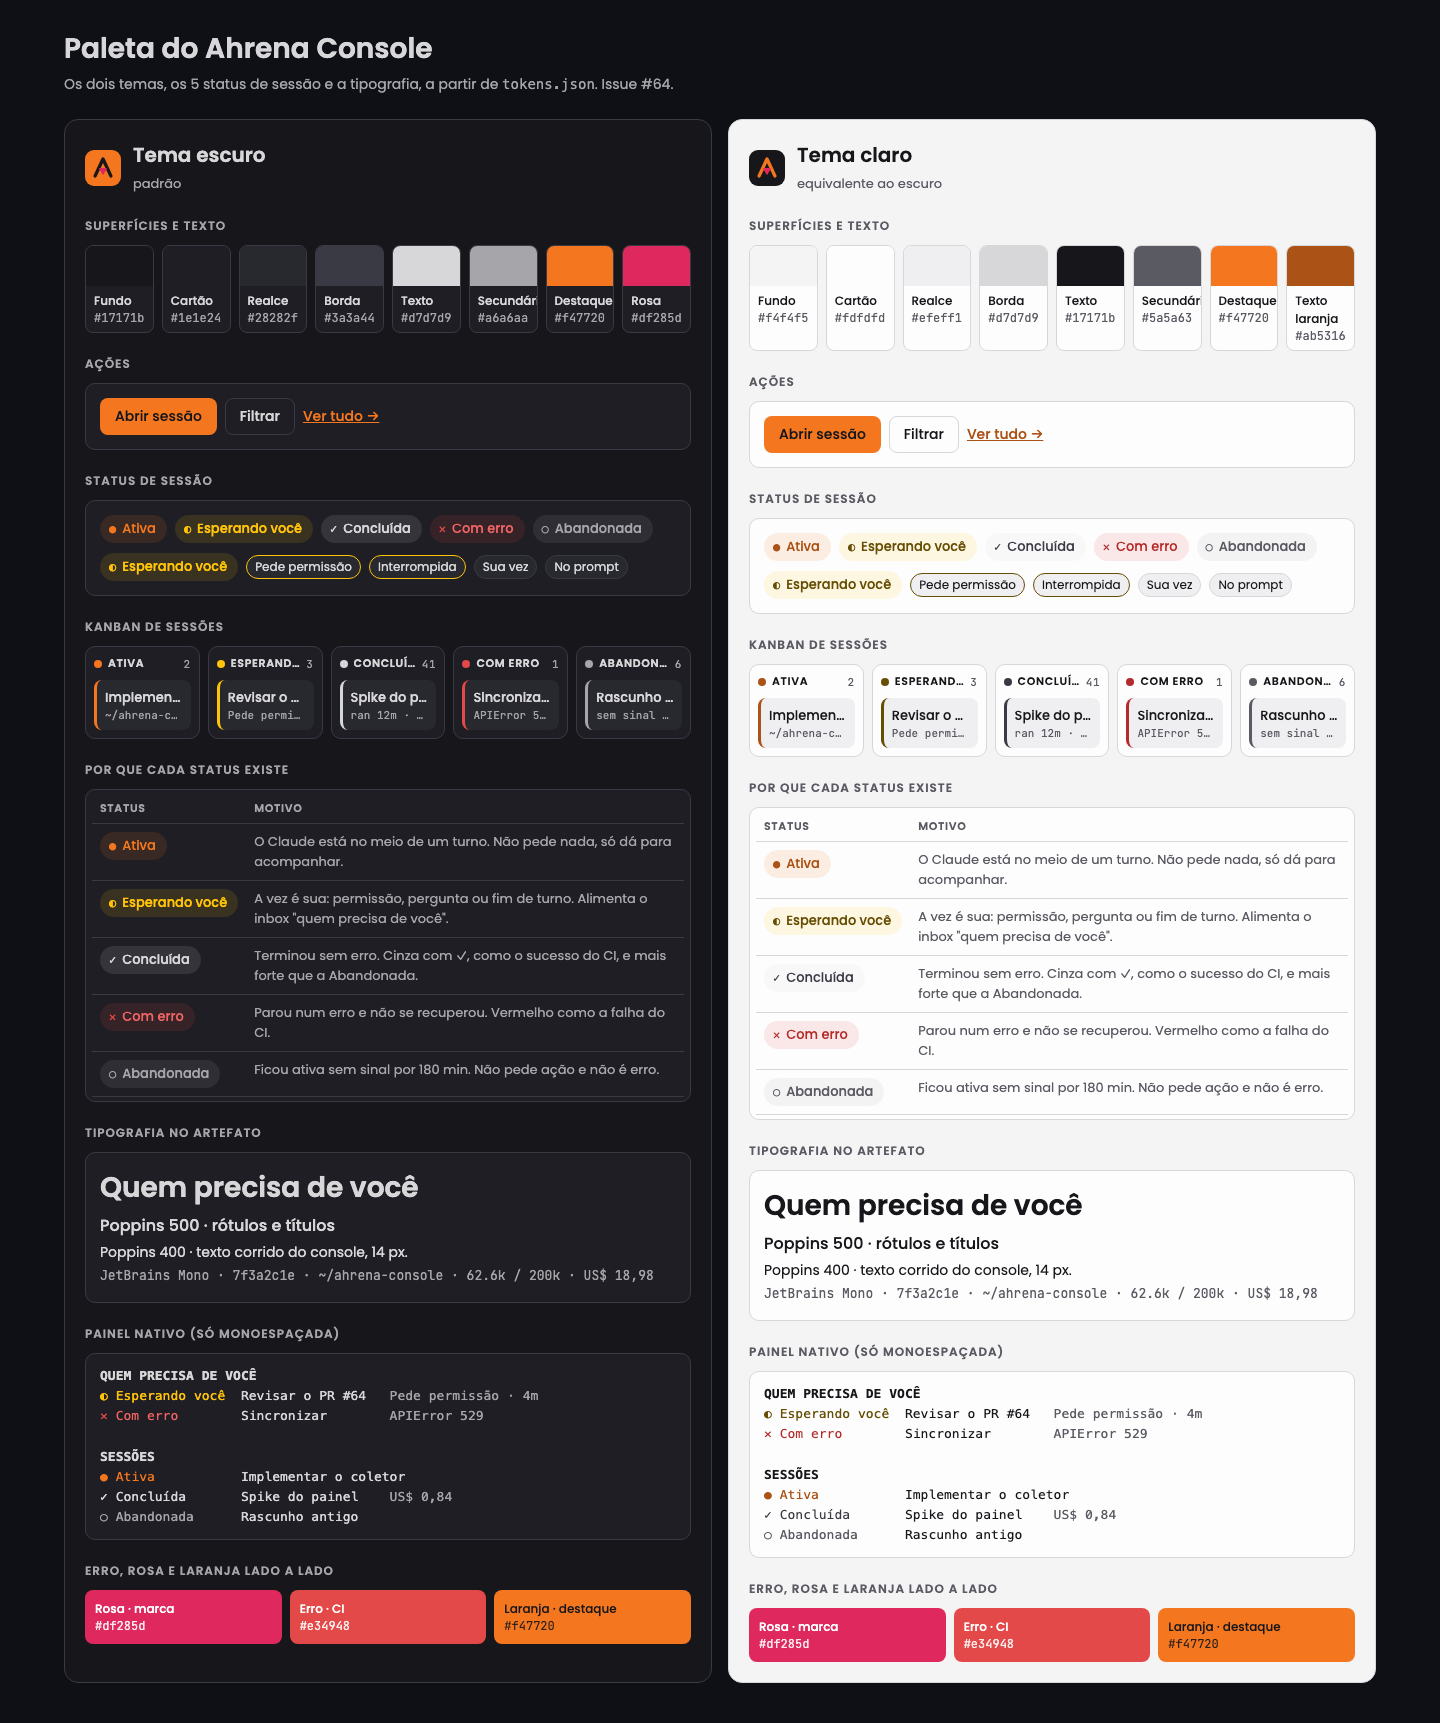 Paleta do Ahrena Console
Os dois temas, os 5 status de sessão e a tipografia, a partir de tokens.json. Issue #64.
Tema escuro
padrão
SUPERFÍCIES E TEXTO
Fundo
#17171b
Cartão
#1e1e24
Realce
#28282f
Borda
#3a3a44
Texto
#d7d7d9
Secundár
#a6a6aa
Destaque
#f47720
Rosa
#df285d
AÇÕES
Abrir sessão
Filtrar
Ver tudo →
STATUS DE SESSÃO
● Ativa
◐ Esperando você
✓ Concluída
✕ Com erro
○ Abandonada
◐ Esperando você
Pede permissão
Interrompida
Sua vez
No prompt
KANBAN DE SESSÕES
ATIVA 2
Implemen…
~/ahrena-c…
ESPERAND… 3
Revisar o …
Pede permi…
CONCLUÍ… 41
Spike do p…
ran 12m · …
COM ERRO 1
Sincroniza…
APIError 5…
ABANDON… 6
Rascunho …
sem sinal …
POR QUE CADA STATUS EXISTE
STATUS MOTIVO
● Ativa
O Claude está no meio de um turno. Não pede nada, só dá para
acompanhar.
◐ Esperando você
A vez é sua: permissão, pergunta ou fim de turno. Alimenta o
inbox "quem precisa de você".
✓ Concluída
Terminou sem erro. Cinza com ✓, como o sucesso do CI, e mais
forte que a Abandonada.
✕ Com erro
Parou num erro e não se recuperou. Vermelho como a falha do
CI.
○ Abandonada
Ficou ativa sem sinal por 180 min. Não pede ação e não é erro.
TIPOGRAFIA NO ARTEFATO
Quem precisa de você
Poppins 500 · rótulos e títulos
Poppins 400 · texto corrido do console, 14 px.
JetBrains Mono · 7f3a2c1e · ~/ahrena-console · 62.6k / 200k · US$ 18,98
PAINEL NATIVO (SÓ MONOESPAÇADA)
QUEM PRECISA DE VOCÊ
◐ Esperando você Revisar o PR #64 Pede permissão · 4m
✕ Com erro Sincronizar APIError 529
SESSÕES
● Ativa Implementar o coletor
✓ Concluída Spike do painel US$ 0,84
○ Abandonada Rascunho antigo
ERRO, ROSA E LARANJA LADO A LADO
Rosa · marca
#df285d
Erro · CI
#e34948
Laranja · destaque
#f47720
Tema claro
equivalente ao escuro
SUPERFÍCIES E TEXTO
Fundo
#f4f4f5
Cartão
#fdfdfd
Realce
#efeff1
Borda
#d7d7d9
Texto
#17171b
Secundár
#5a5a63
Destaque
#f47720
Texto
laranja
#ab5316
AÇÕES
Abrir sessão
Filtrar
Ver tudo →
STATUS DE SESSÃO
● Ativa
◐ Esperando você
✓ Concluída
✕ Com erro
○ Abandonada
◐ Esperando você
Pede permissão
Interrompida
Sua vez
No prompt
KANBAN DE SESSÕES
ATIVA 2
Implemen…
~/ahrena-c…
ESPERAND… 3
Revisar o …
Pede permi…
CONCLUÍ… 41
Spike do p…
ran 12m · …
COM ERRO 1
Sincroniza…
APIError 5…
ABANDON… 6
Rascunho …
sem sinal …
POR QUE CADA STATUS EXISTE
STATUS MOTIVO
● Ativa
O Claude está no meio de um turno. Não pede nada, só dá para
acompanhar.
◐ Esperando você
A vez é sua: permissão, pergunta ou fim de turno. Alimenta o
inbox "quem precisa de você".
✓ Concluída
Terminou sem erro. Cinza com ✓, como o sucesso do CI, e mais
forte que a Abandonada.
✕ Com erro
Parou num erro e não se recuperou. Vermelho como a falha do
CI.
○ Abandonada
Ficou ativa sem sinal por 180 min. Não pede ação e não é erro.
TIPOGRAFIA NO ARTEFATO
Quem precisa de você
Poppins 500 · rótulos e títulos
Poppins 400 · texto corrido do console, 14 px.
JetBrains Mono · 7f3a2c1e · ~/ahrena-console · 62.6k / 200k · US$ 18,98
PAINEL NATIVO (SÓ MONOESPAÇADA)
QUEM PRECISA DE VOCÊ
◐ Esperando você Revisar o PR #64 Pede permissão · 4m
✕ Com erro Sincronizar APIError 529
SESSÕES
● Ativa Implementar o coletor
✓ Concluída Spike do painel US$ 0,84
○ Abandonada Rascunho antigo
ERRO, ROSA E LARANJA LADO A LADO
Rosa · marca
#df285d
Erro · CI
#e34948
Laranja · destaque
#f47720